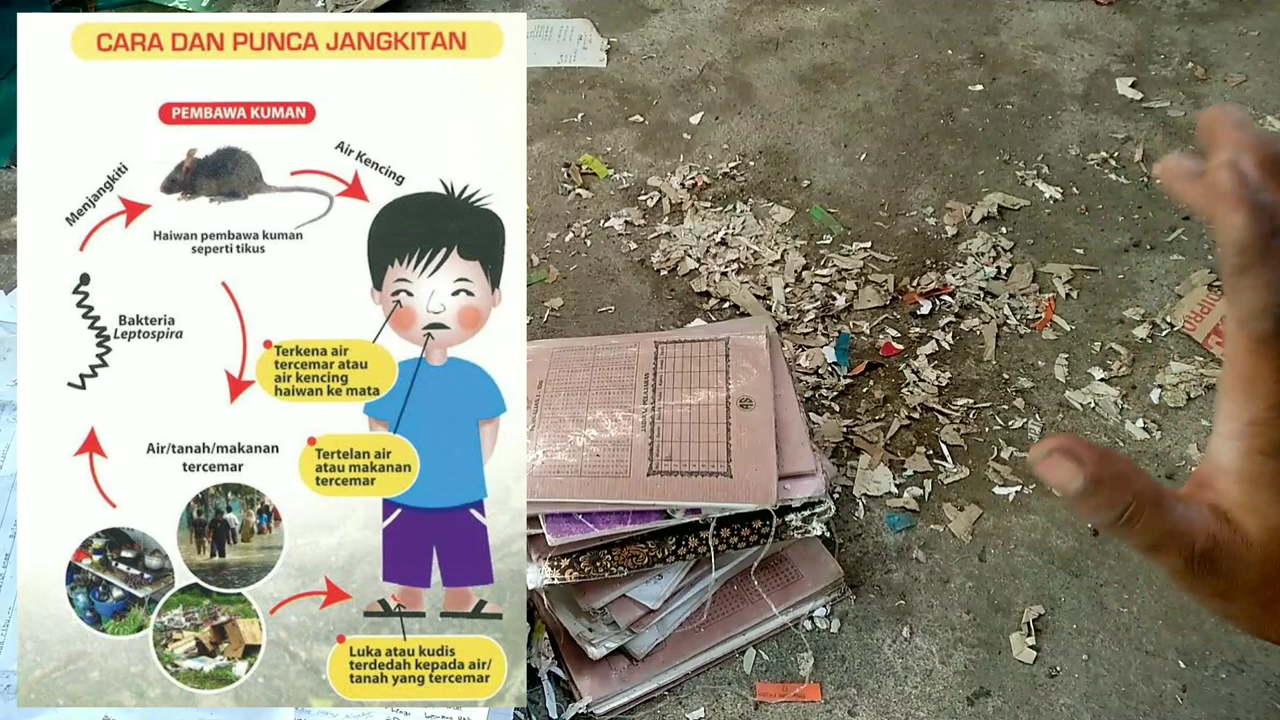 CARA DAN PUNCA JANGKITAN
PEMBAWA KUMAN
Menjangkiti
Air Kencing
Haiwan pembawa kuman
seperti tikus
Bakteria
Leptospira
Terkena air
tercemar atau
air kencing
haiwan ke mata
Air/tanah/makanan
tercemar
Tertelan air
atau makanan
tercemar
Luka atau kudis
terdedah kepada air/
tanah yang tercemar